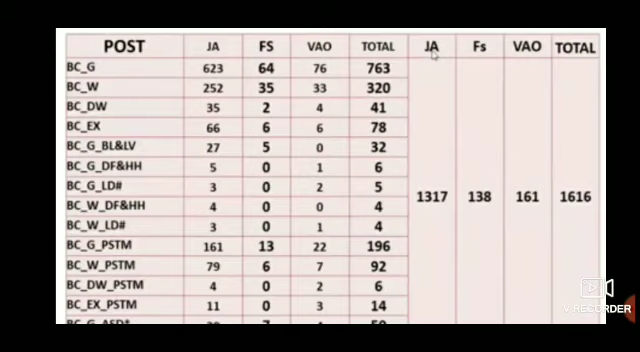 POST JA FS VAO TOTAL JA Fs VAO TOTAL
BC_G 623 64 76 763
BC_W 252 35 33 320
BC_DW 35 2 4 41
BC_EX 66 6 6 78
BC_G_BL&LV 27 5 0 32
BC_G_DF&HH 5 0 1 6
BC_G_LD# 3 0 2 5
BC_W_DF&HH 4 0 0 4 1317 138 161 1616
BC_W_LD# 3 0 1 4
BC_G_PSTM 161 13 22 196
BC_W_PSTM 79 6 7 92
BC_DW_PSTM 4 0 2 6
BC_EX_PSTM 11 0 3 14
V RECORDER